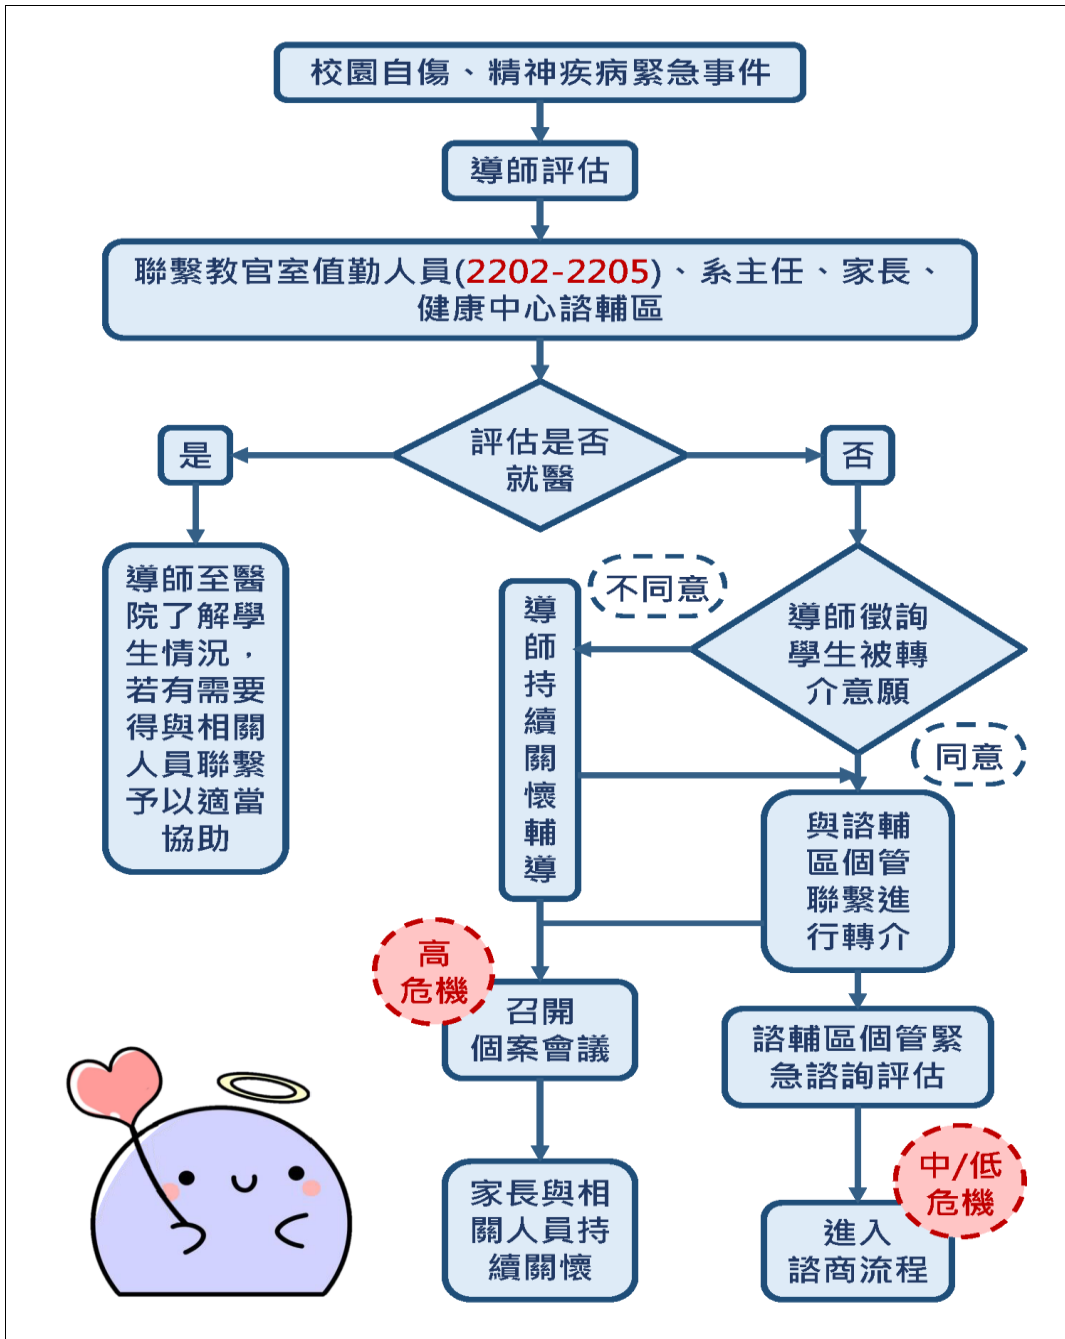 校園自傷、精神疾病緊急事件
導師評估
聯繫教官室值勤人員(2202-2205)、系主任、家長、
健康中心諮輔區
評估是否
就醫
是
否
導師至醫
院了解學
生情況，
若有需要
得與相關
人員聯繫
予以適當
協助
不同意
導師徵詢
學生被轉
介意願
導
師
持
續
關
懷
輔
導
同意
與諮輔
區個管
聯繫進
行轉介
高
危機
召開
個案會議
諮輔區個管緊
急諮詢評估
中/低
危機
家長與相
關人員持
續關懷
進入
諮商流程